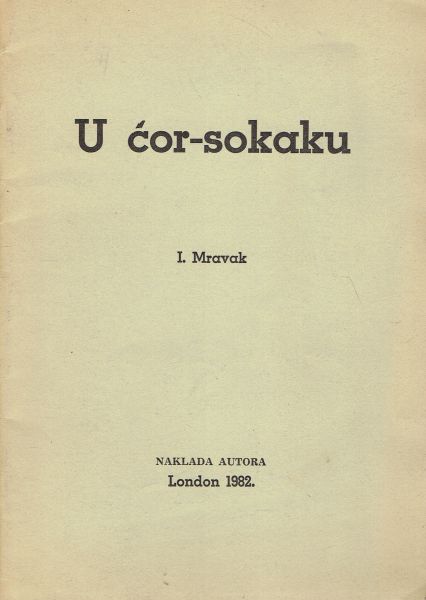 U ćor-sokaku
I. Mravak
NAKLADA AUTORA
London 1982.